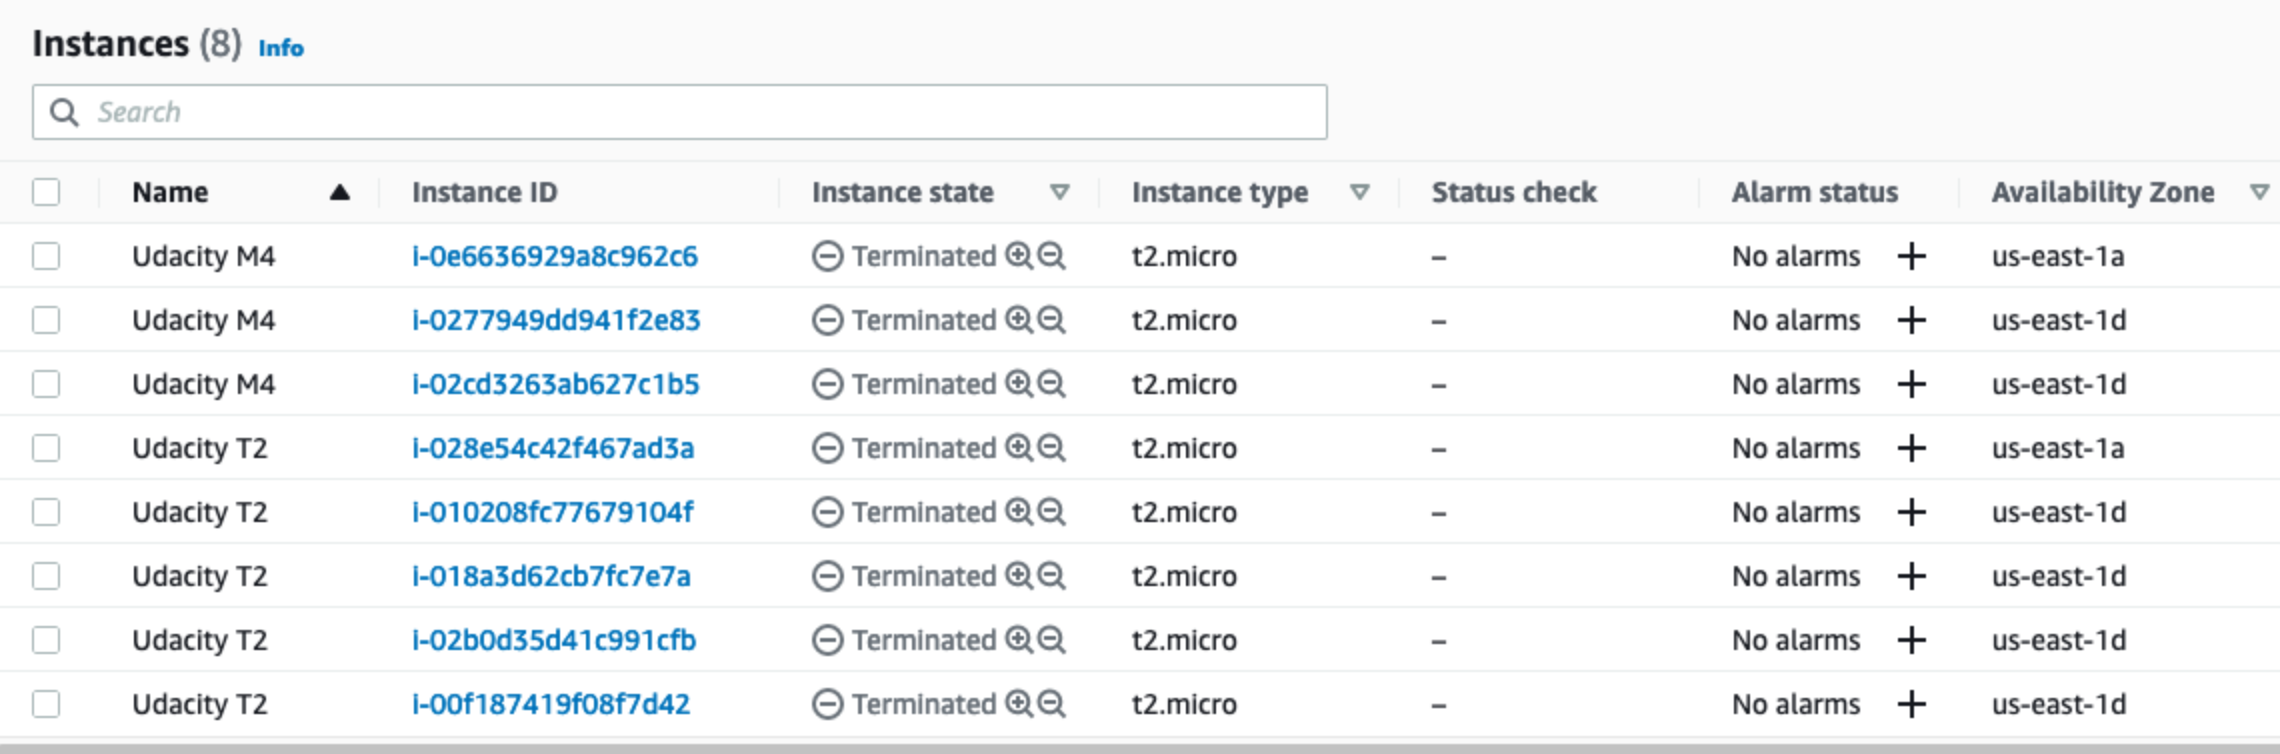 Instances (8) Info
Search
Name Instance ID Instance state Instance type Status check Alarm status Availability Zone
Udacity M4 i-0e6636929a8c962c6 Terminated t2.micro – No alarms + us-east-1a
Udacity M4 i-0277949dd941f2e83 Terminated t2.micro – No alarms + us-east-1d
Udacity M4 i-02cd3263ab627c1b5 Terminated t2.micro – No alarms + us-east-1d
Udacity T2 i-028e54c42f467ad3a Terminated t2.micro – No alarms + us-east-1a
Udacity T2 i-010208fc77679104f Terminated t2.micro – No alarms + us-east-1d
Udacity T2 i-018a3d62cb7fc7e7a Terminated t2.micro – No alarms + us-east-1d
Udacity T2 i-02b0d35d41c991cfb Terminated t2.micro – No alarms + us-east-1d
Udacity T2 i-00f187419f08f7d42 Terminated t2.micro – No alarms + us-east-1d